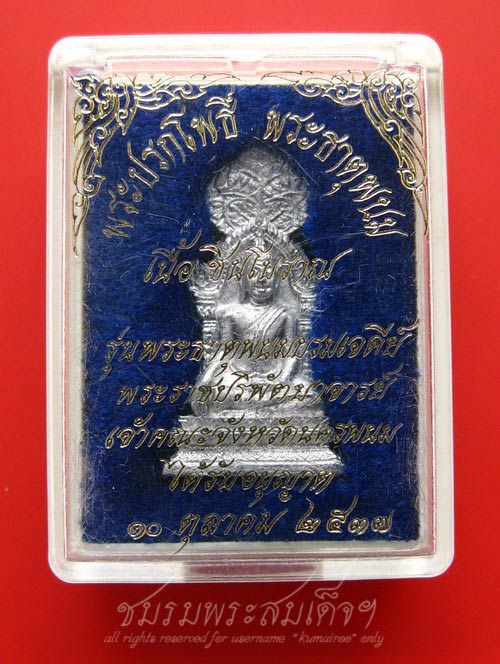 พระปรกโพธิ์ พระธาตุพนม
เนื้อ ชินโบราณ
รุ่นพระธาตุพนมบรมเจดีย์
พระราชปริพัตบาจารย์
เจ้าคณะจังหวัดนครพนม
ได้รับอนุญาต
๑๐ ตุลาคม ๒๕๓๗
ชมรมพระสมเด็จฯ
all rights reserved for username "kumairoo" only